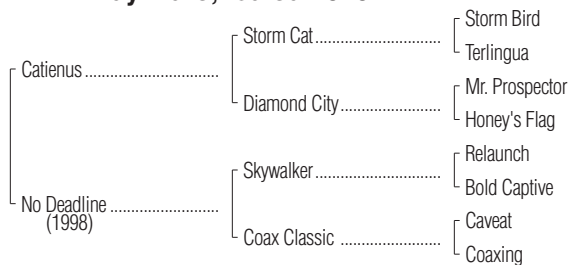 Storm Bird
Storm Cat
Terlingua
Catienus
Mr. Prospector
Diamond City
Honey's Flag
Relaunch
Skywalker
Bold Captive
No Deadline
(1998)
Caveat
Coax Classic
Coaxing